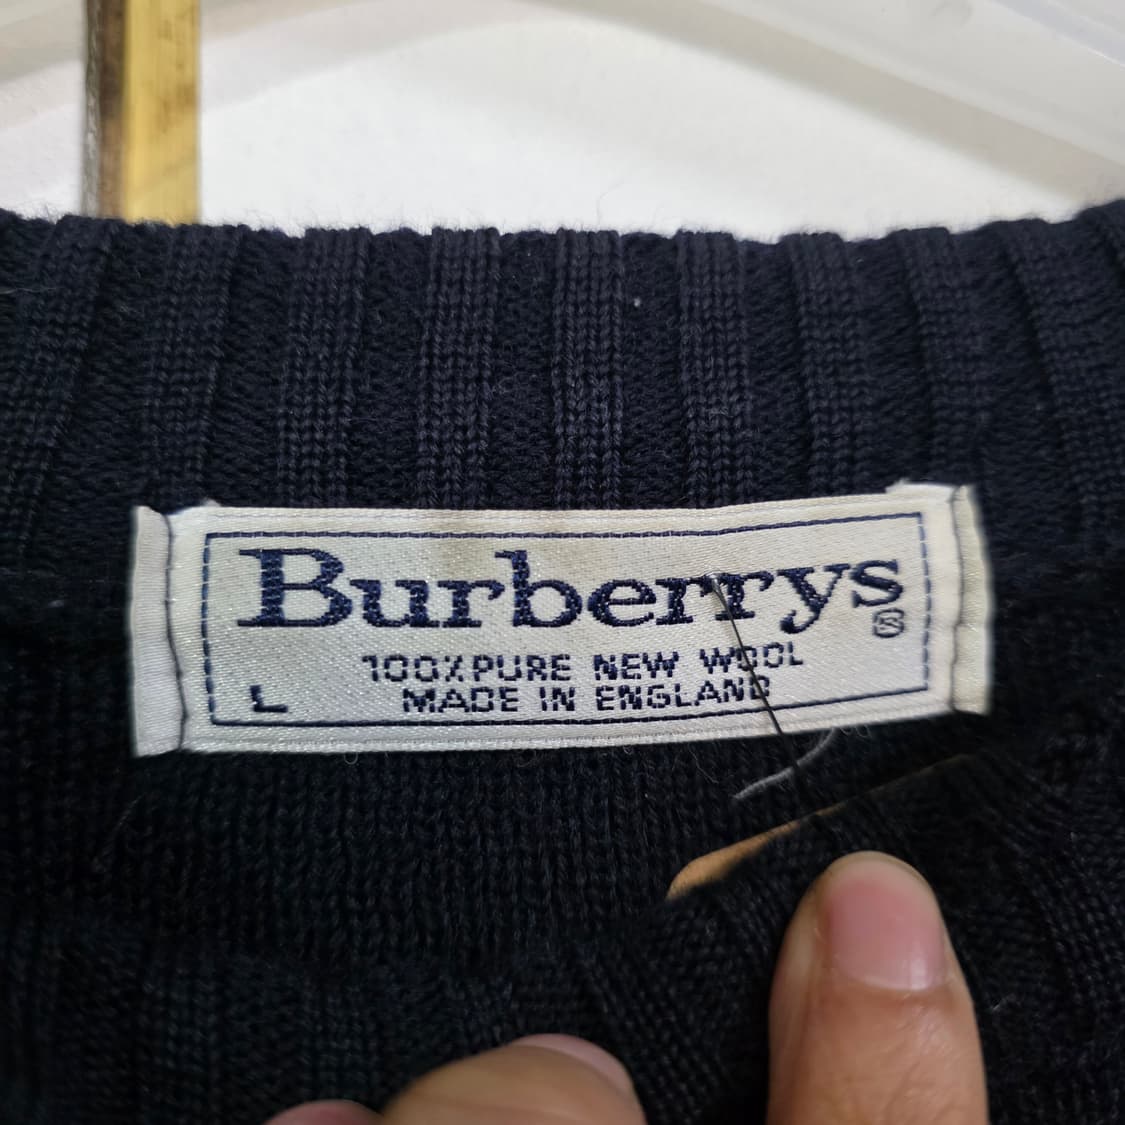 Burberrys
®
100% PURE NEW WOOL
L MADE IN ENGLAND